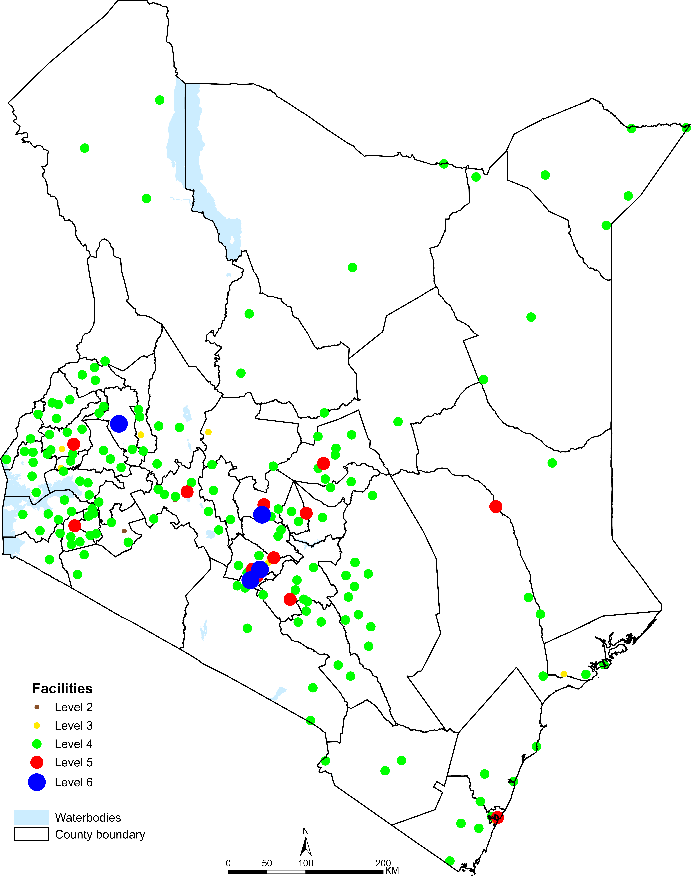 Facilities
Level 2
Level 3
Level 4
Level 5
Level 6
Waterbodies
County boundary
N
0 50 100 200
KM